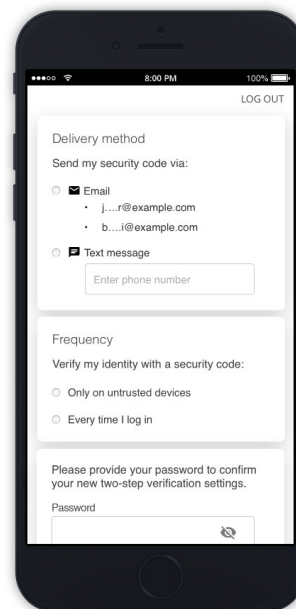 8:00 PM 100%
LOG OUT
Delivery method
Send my security code via:
Email
• j....r@example.com
• b....i@example.com
Text message
Enter phone number
Frequency
Verify my identity with a security code:
Only on untrusted devices
Every time I log in
Please provide your password to confirm
your new two-step verification settings.
Password